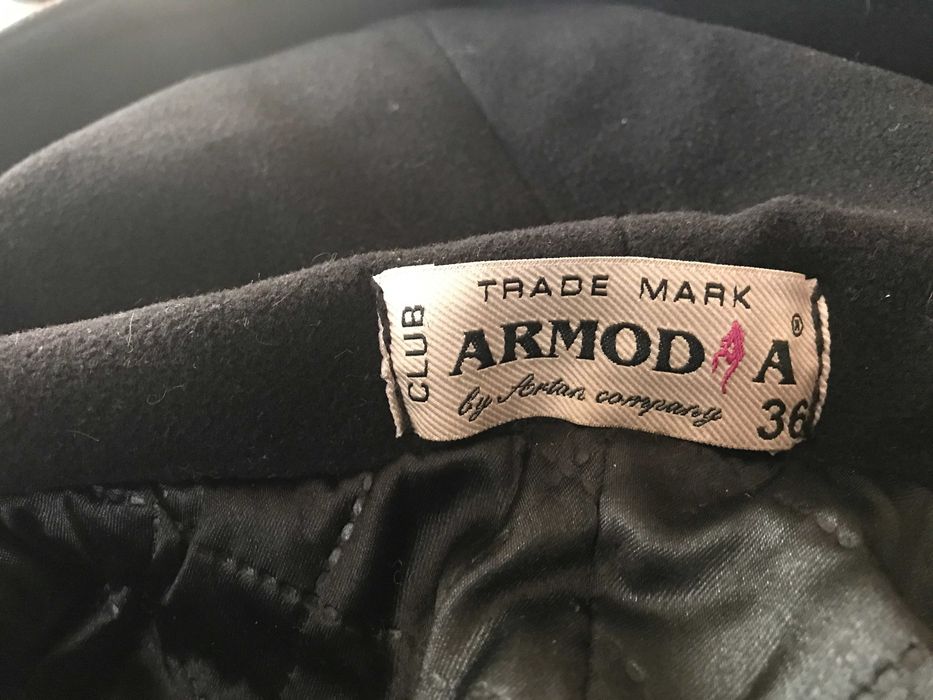 CLUB
TRADE MARK
ARMODA ®
by Artan company
36